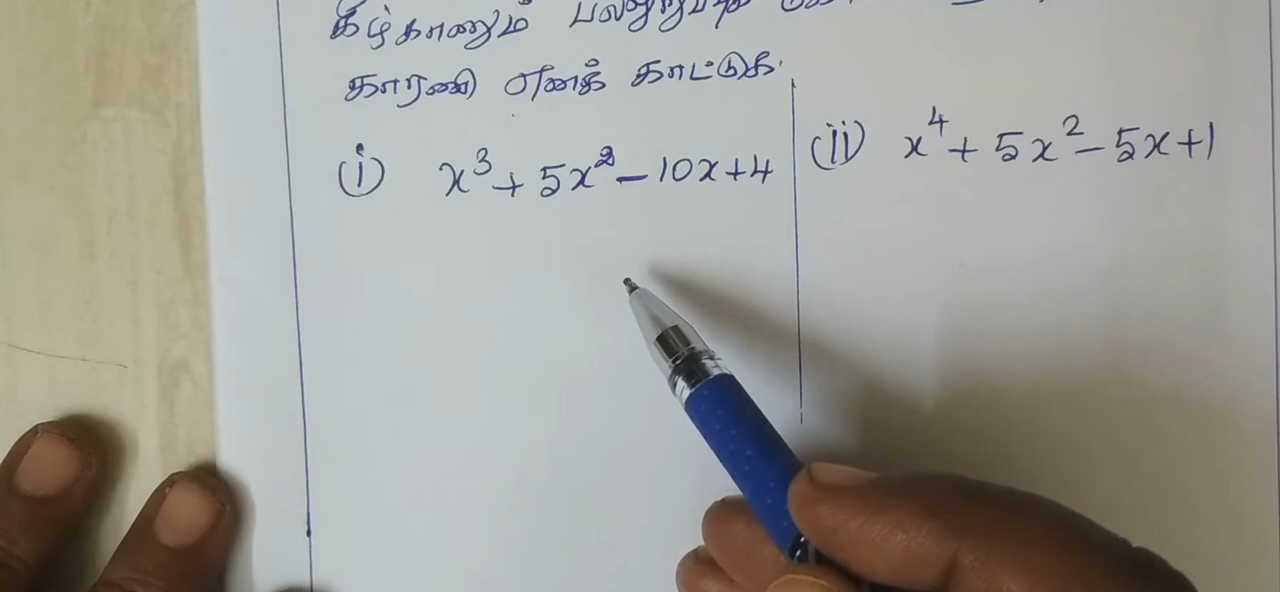 கீழ்காணும்
காரணி எனக் காட்டுக.
(i) x³ + 5x² - 10x + 4
(ii) x⁴ + 5x² - 5x + 1